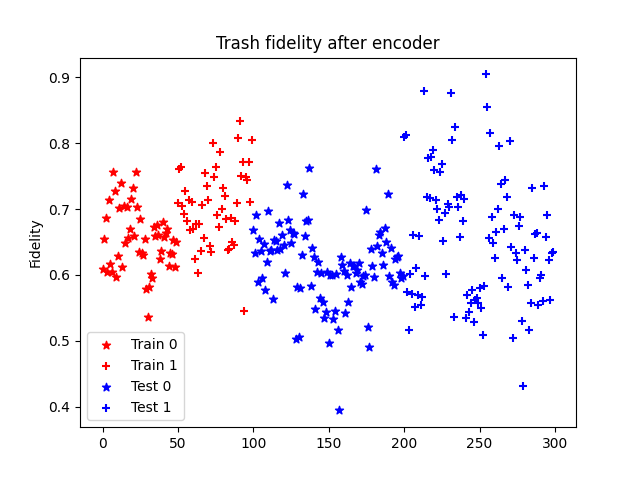 Trash fidelity after encoder
0.9
0.8
0.7
0.6
0.5
0.4
Fidelity
Train 0
Train 1
Test 0
Test 1
0 50 100 150 200 250 300